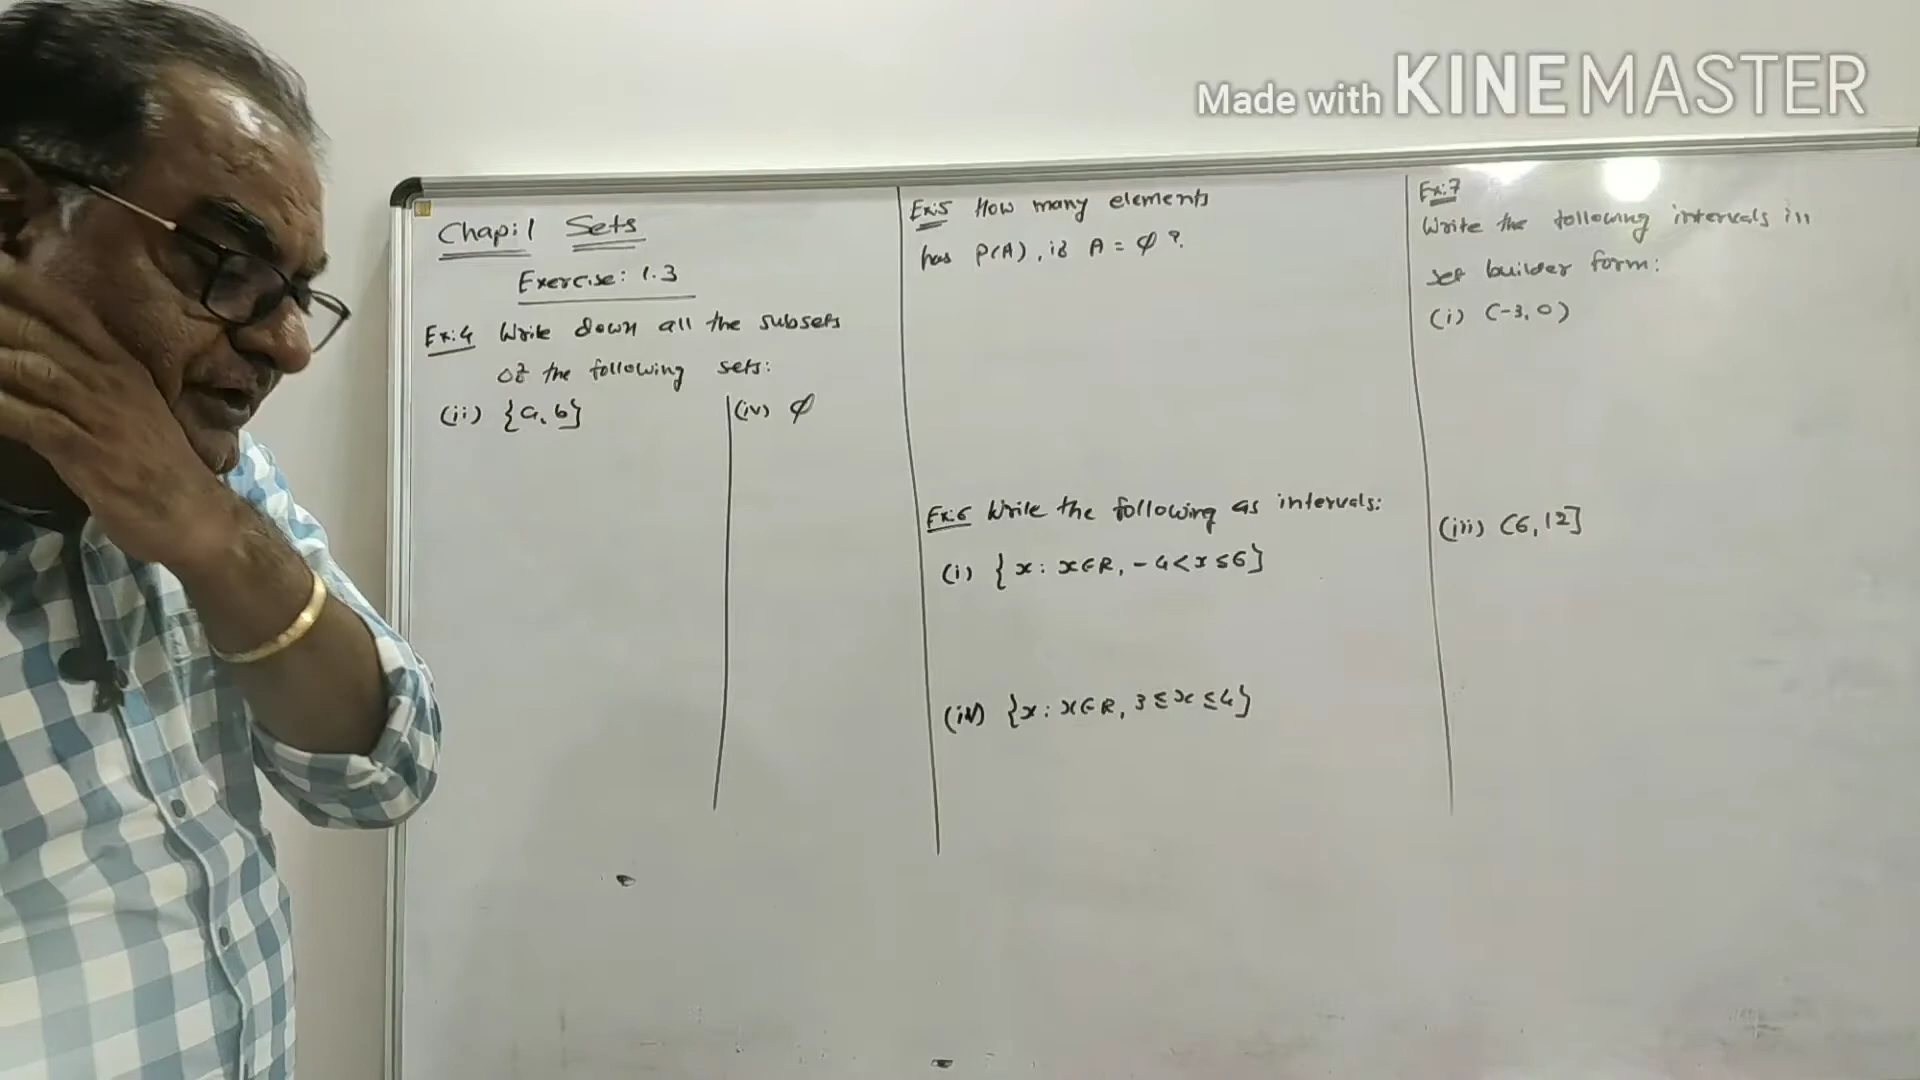 Made with KINEMASTER
Chap:1 Sets
Exercise: 1.3
Ex:4 Write down all the subsets
of the following sets:
(ii) {a, b}
(iv) ϕ
Ex:5 How many elements
has P(A), if A = ϕ?
Ex:6 Write the following as intervals:
(i) {x : x∈R, -4<x≤6}
(iv) {x : x∈R, 3≤x≤4}
Ex:7
Write the following intervals in
set builder form:
(i) (-3, 0)
(iii) (6, 12]